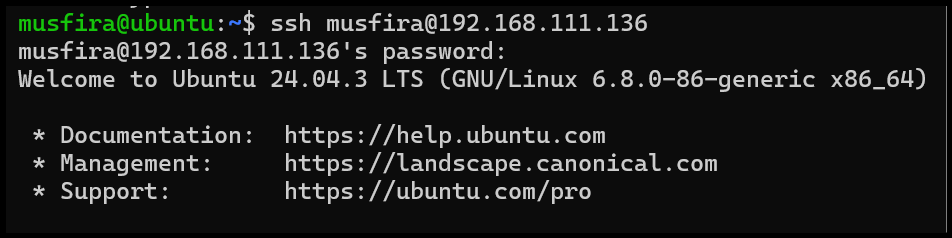 musfira@ubuntu:~$ ssh musfira@192.168.111.136
musfira@192.168.111.136's password:
Welcome to Ubuntu 24.04.3 LTS (GNU/Linux 6.8.0-86-generic x86_64)
* Documentation: https://help.ubuntu.com
* Management: https://landscape.canonical.com
* Support: https://ubuntu.com/pro